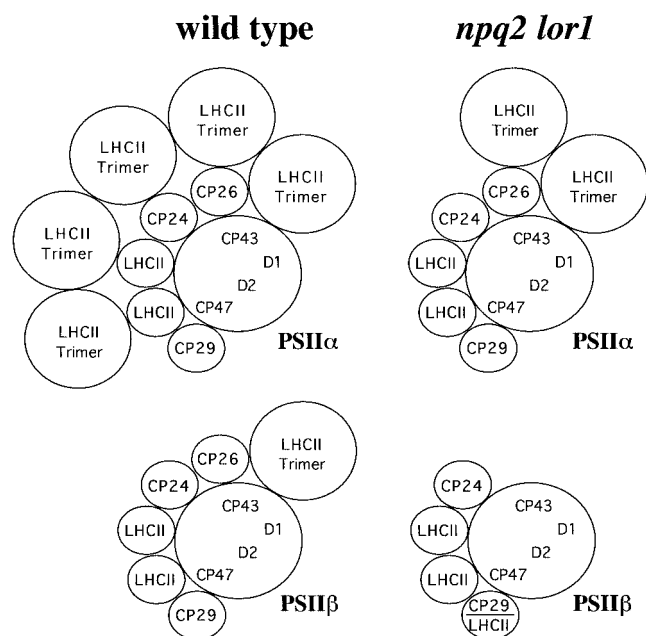 wild type
npq2 lor1
LHCII
Trimer
LHCII
Trimer
LHCII
Trimer
LHCII
Trimer
LHCII
Trimer
CP26
CP24
LHCII
LHCII
CP29
CP43
D1
D2
CP47
PSIIα
LHCII
Trimer
LHCII
Trimer
CP26
CP24
LHCII
LHCII
CP29
CP43
D1
D2
CP47
PSIIα
LHCII
Trimer
CP26
CP24
LHCII
LHCII
CP29
CP43
D1
D2
CP47
PSIIβ
CP24
LHCII
LHCII
CP29
LHCII
CP43
D1
D2
CP47
PSIIβ